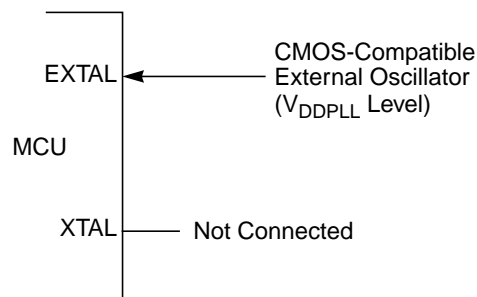 EXTAL
CMOS-Compatible
External Oscillator
(VDDPLL Level)
MCU
XTAL
Not Connected